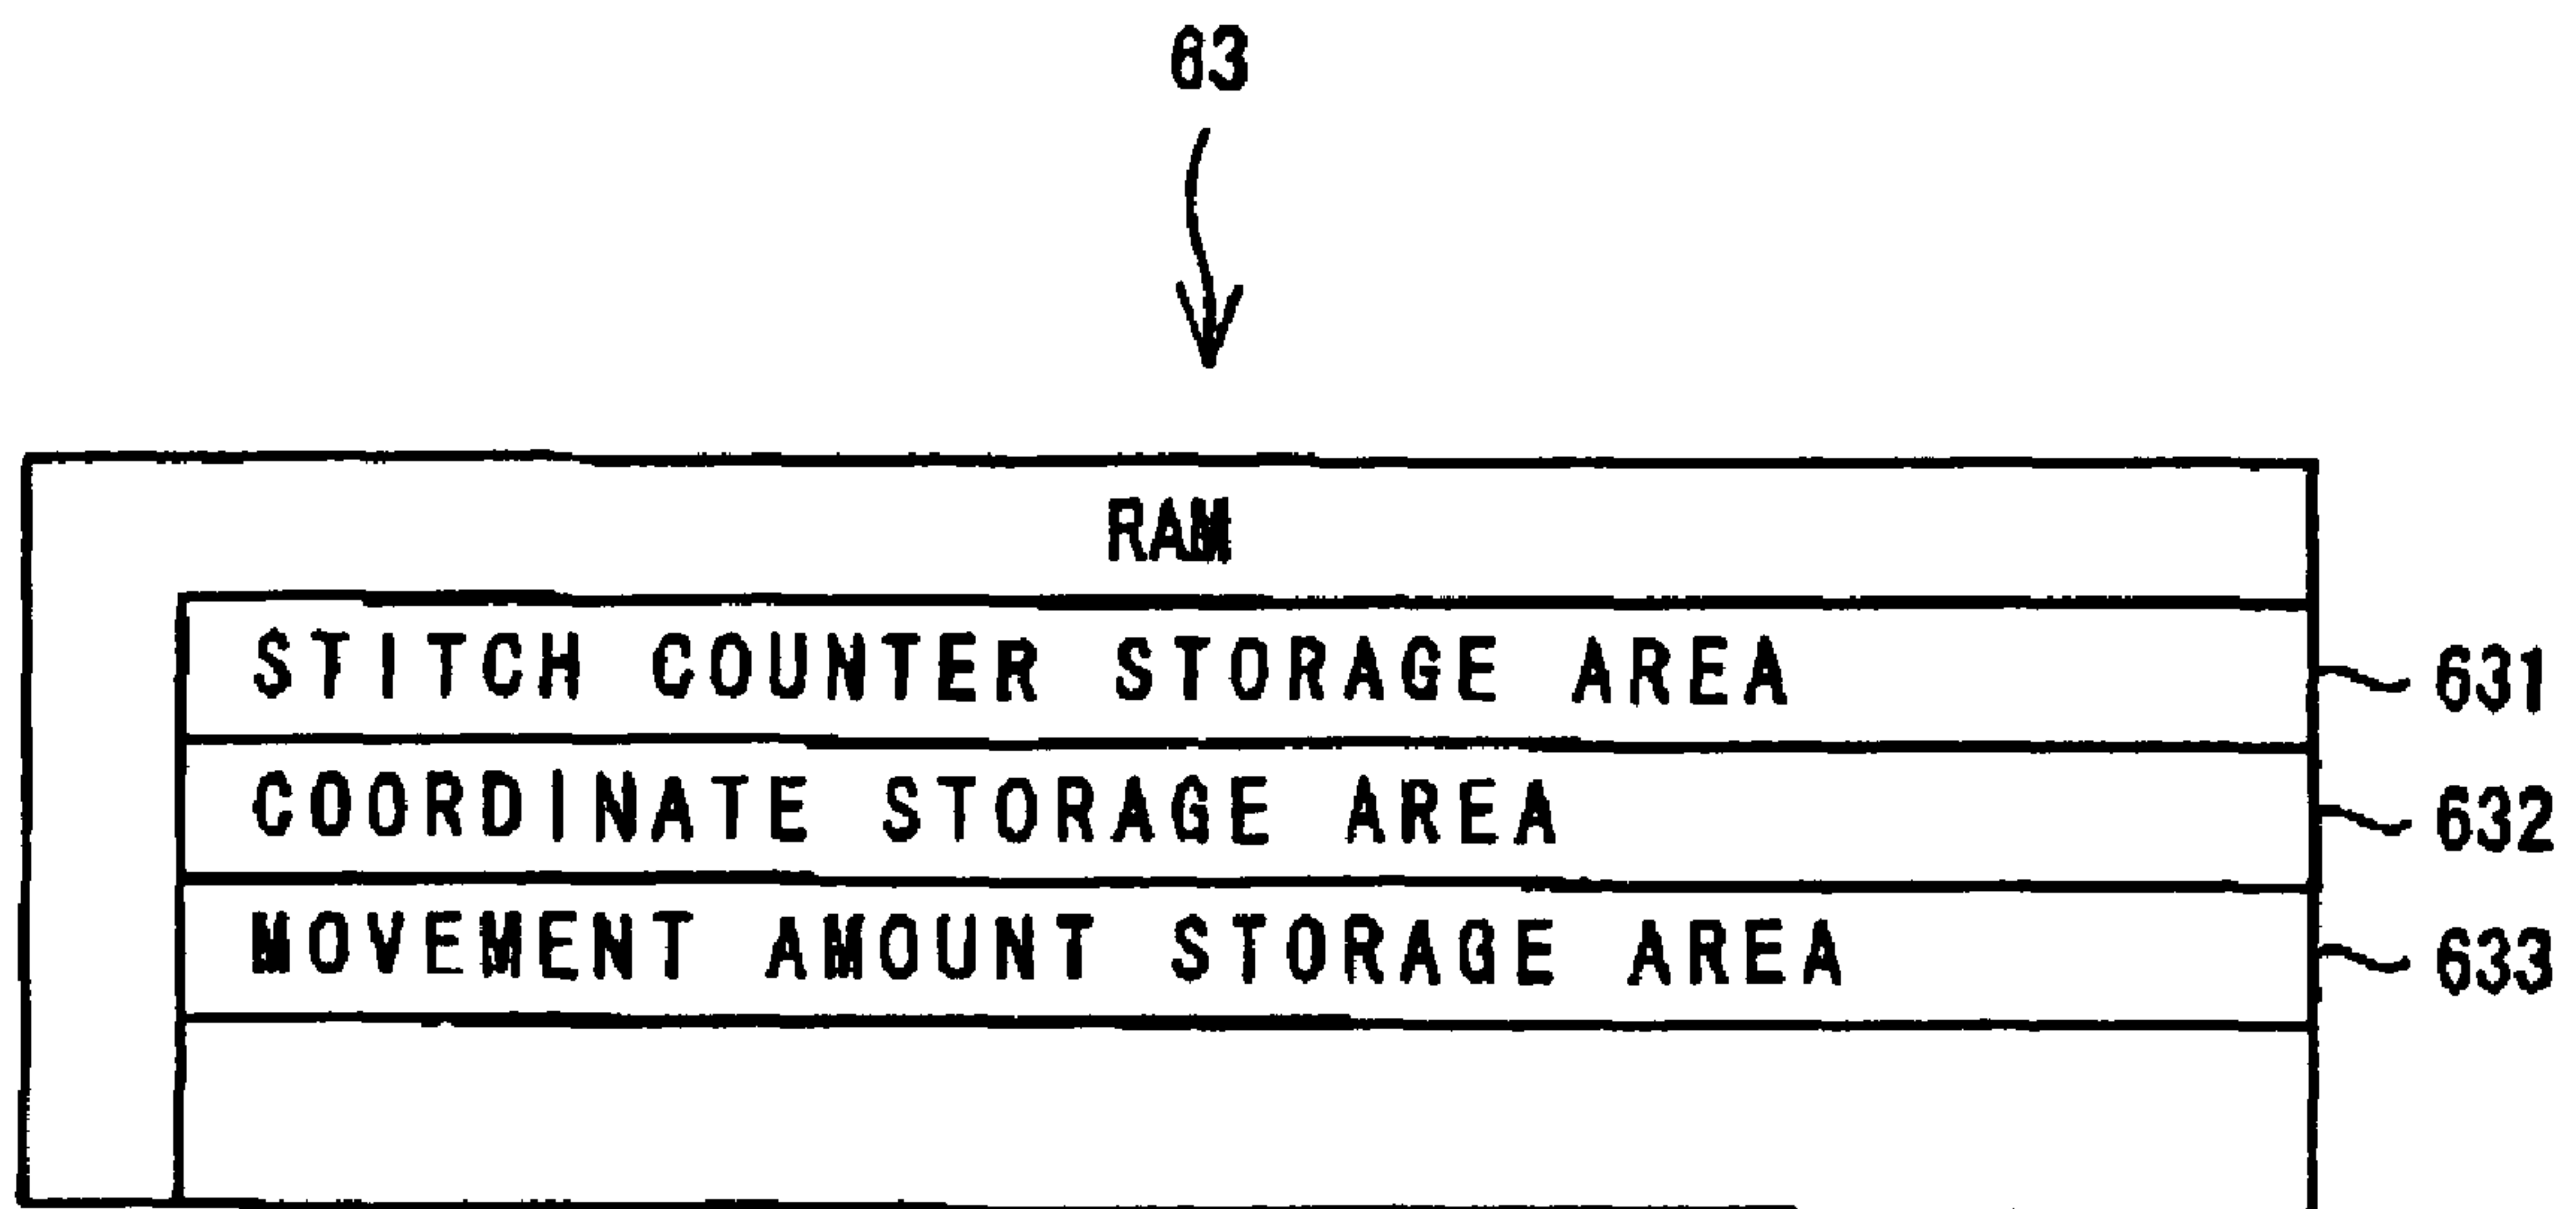 63
RAM
STITCH COUNTER STORAGE AREA 631
COORDINATE STORAGE AREA 632
MOVEMENT AMOUNT STORAGE AREA 633